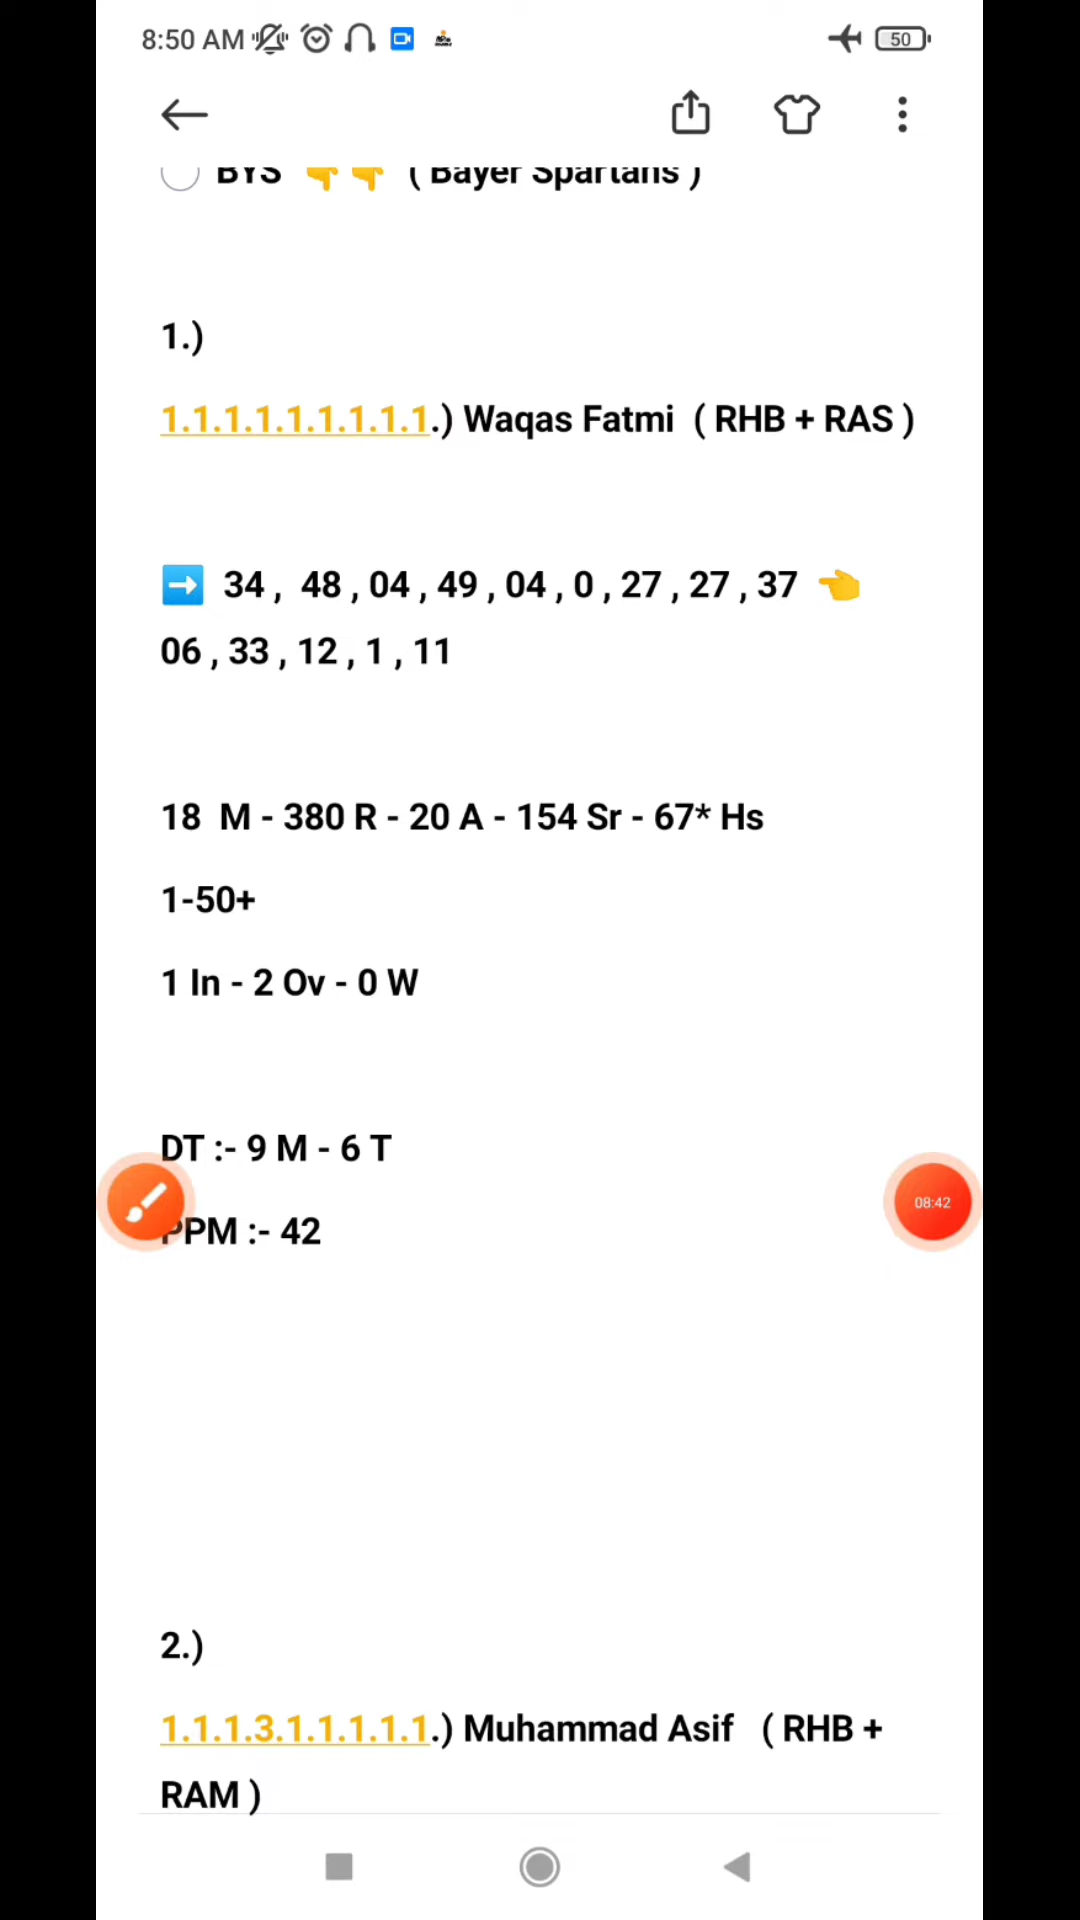 8:50 AM
50
BYS 👇👇 ( Bayer Spartans )
1.)
1.1.1.1.1.1.1.1.1.) Waqas Fatmi ( RHB + RAS )
➡️ 34 , 48 , 04 , 49 , 04 , 0 , 27 , 27 , 37 👈
06 , 33 , 12 , 1 , 11
18 M - 380 R - 20 A - 154 Sr - 67* Hs
1-50+
1 In - 2 Ov - 0 W
DT :- 9 M - 6 T
08:42
PPM :- 42
2.)
1.1.1.3.1.1.1.1.1.) Muhammad Asif ( RHB +
RAM )